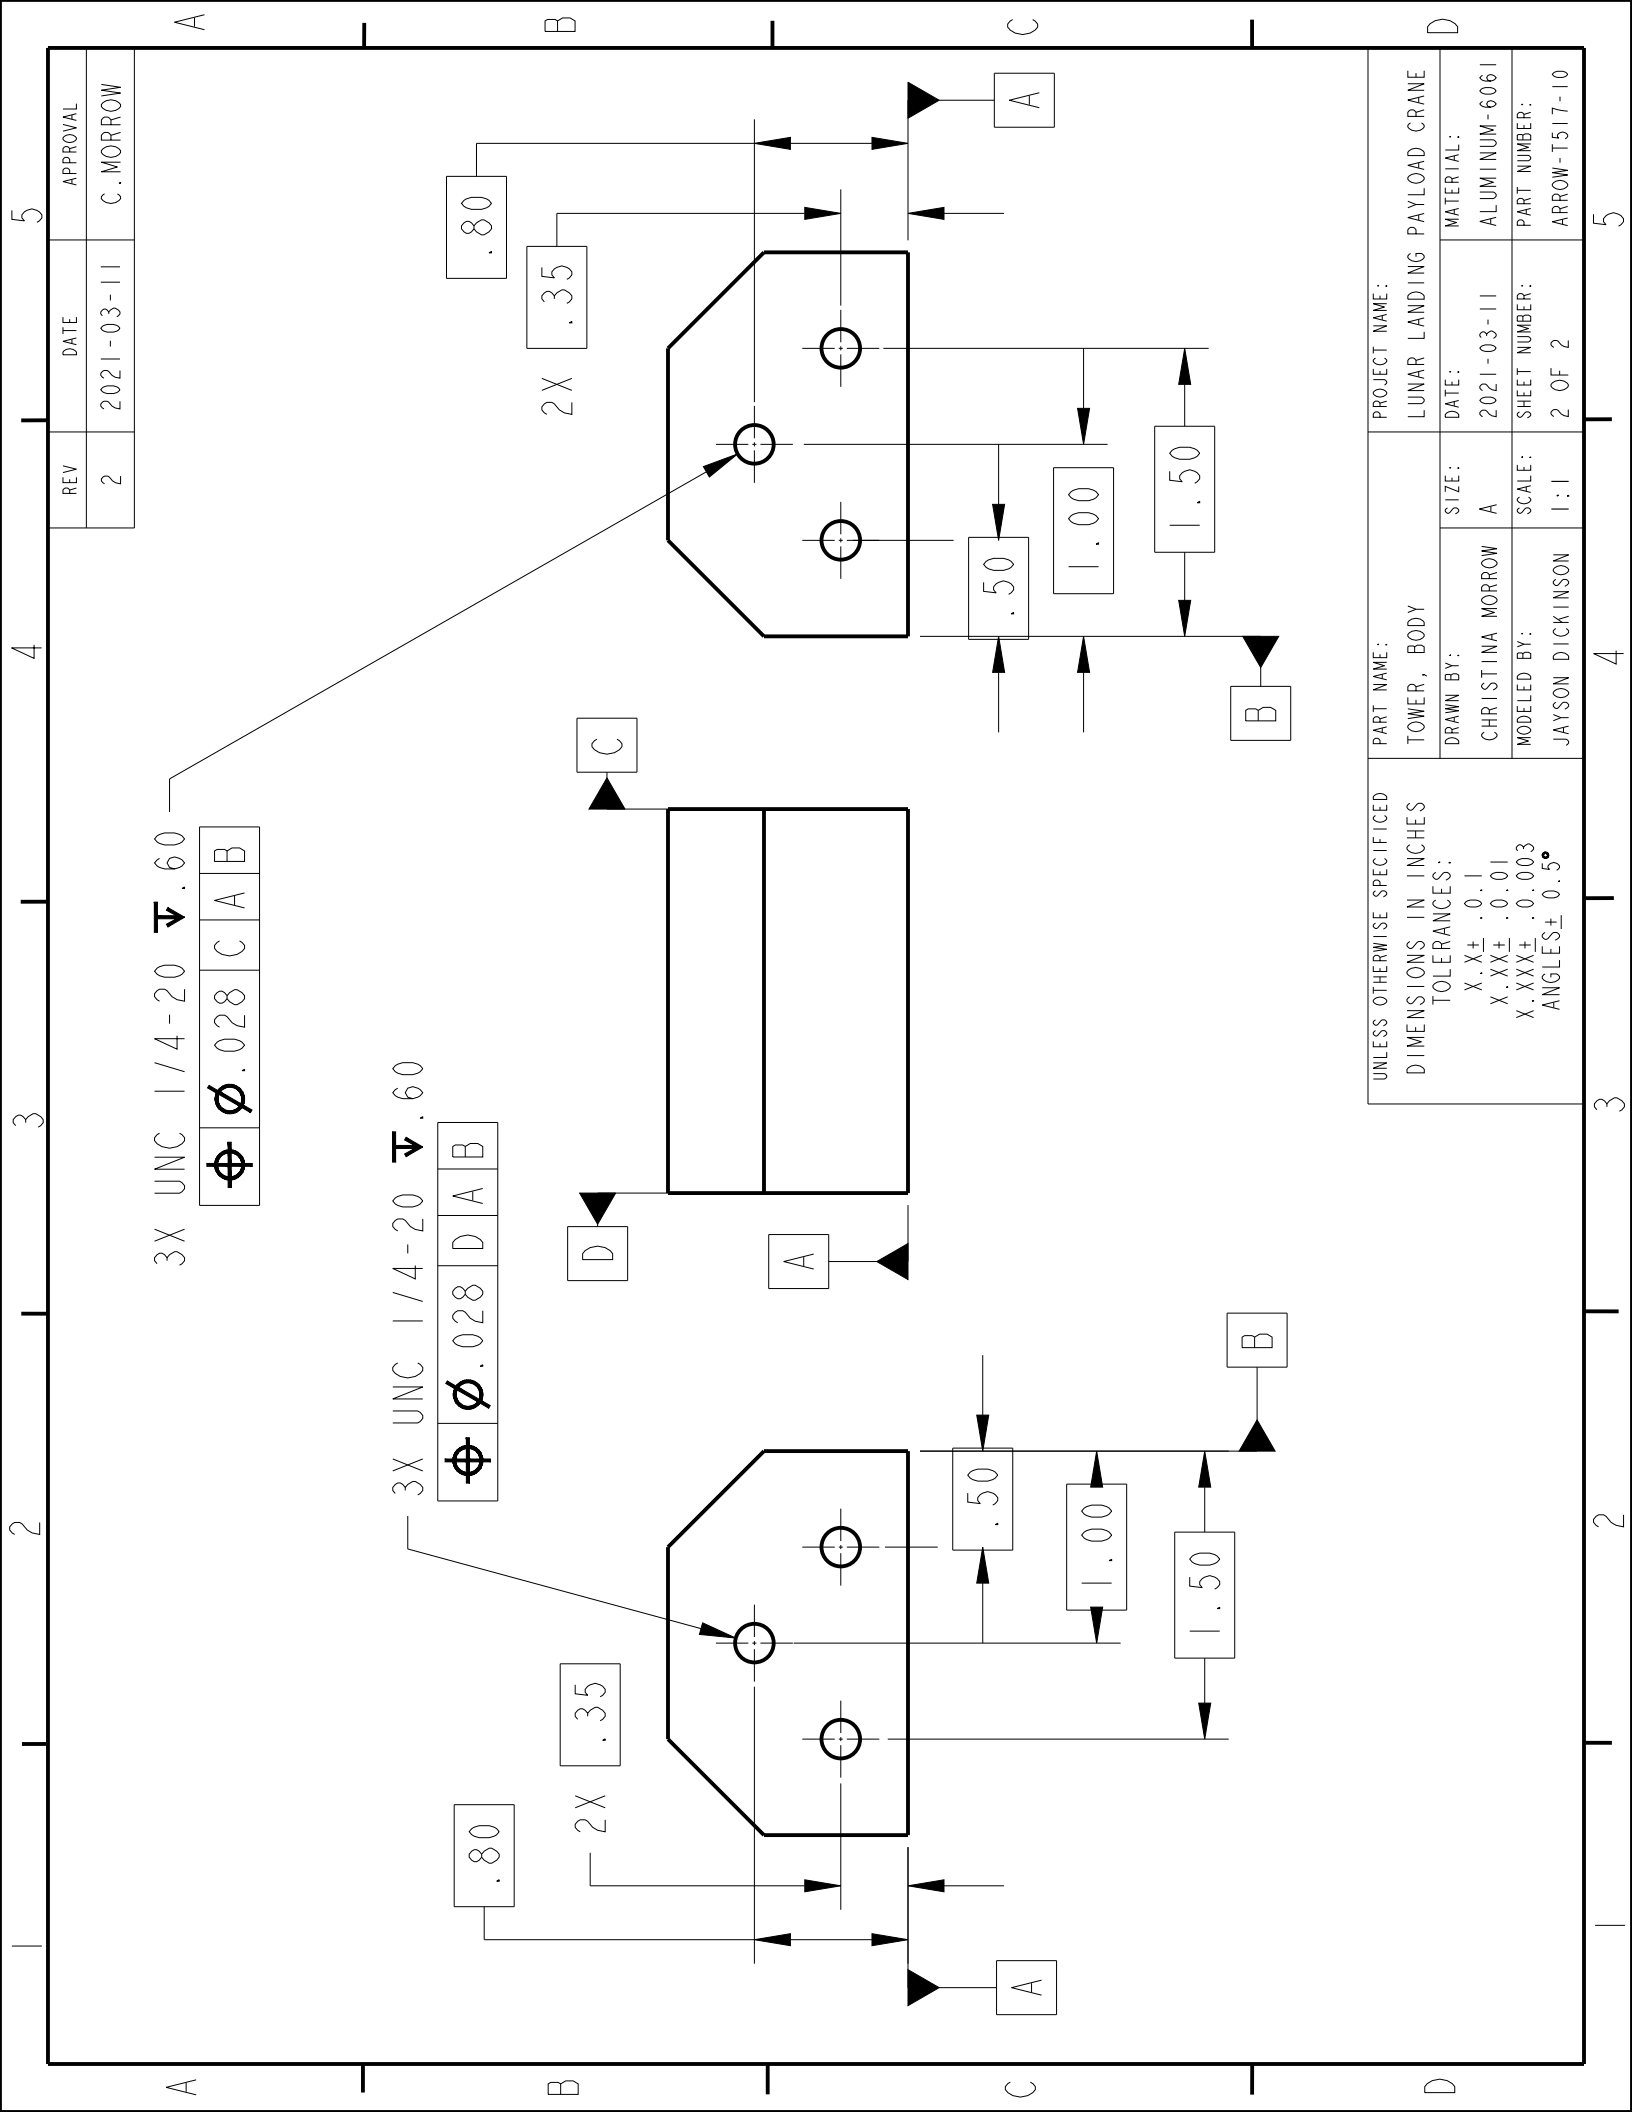 1
2
3
4
5
A
A
REV
DATE
APPROVAL
2
2021-03-11
C.MORROW
3X UNC 1/4-20 ↧ .60
⌖ ⌀.028 C A B
3X UNC 1/4-20 ↧ .60
⌖ ⌀.028 D A B
B
B
.80
2X .35
D
C
.80
2X .35
A
A
A
C
C
.50
1.00
1.50
B
.50
1.00
1.50
B
D
D
UNLESS OTHERWISE SPECIFICED
DIMENSIONS IN INCHES
TOLERANCES:
X.X± .0.1
X.XX± .0.01
X.XXX± .0.003
ANGLES± 0.5°
PART NAME:
TOWER, BODY
PROJECT NAME:
LUNAR LANDING PAYLOAD CRANE
DRAWN BY:
CHRISTINA MORROW
SIZE:
A
DATE:
2021-03-11
MATERIAL:
ALUMINUM-6061
MODELED BY:
JAYSON DICKINSON
SCALE:
1:1
SHEET NUMBER:
2 OF 2
PART NUMBER:
ARROW-T517-10
1
2
3
4
5